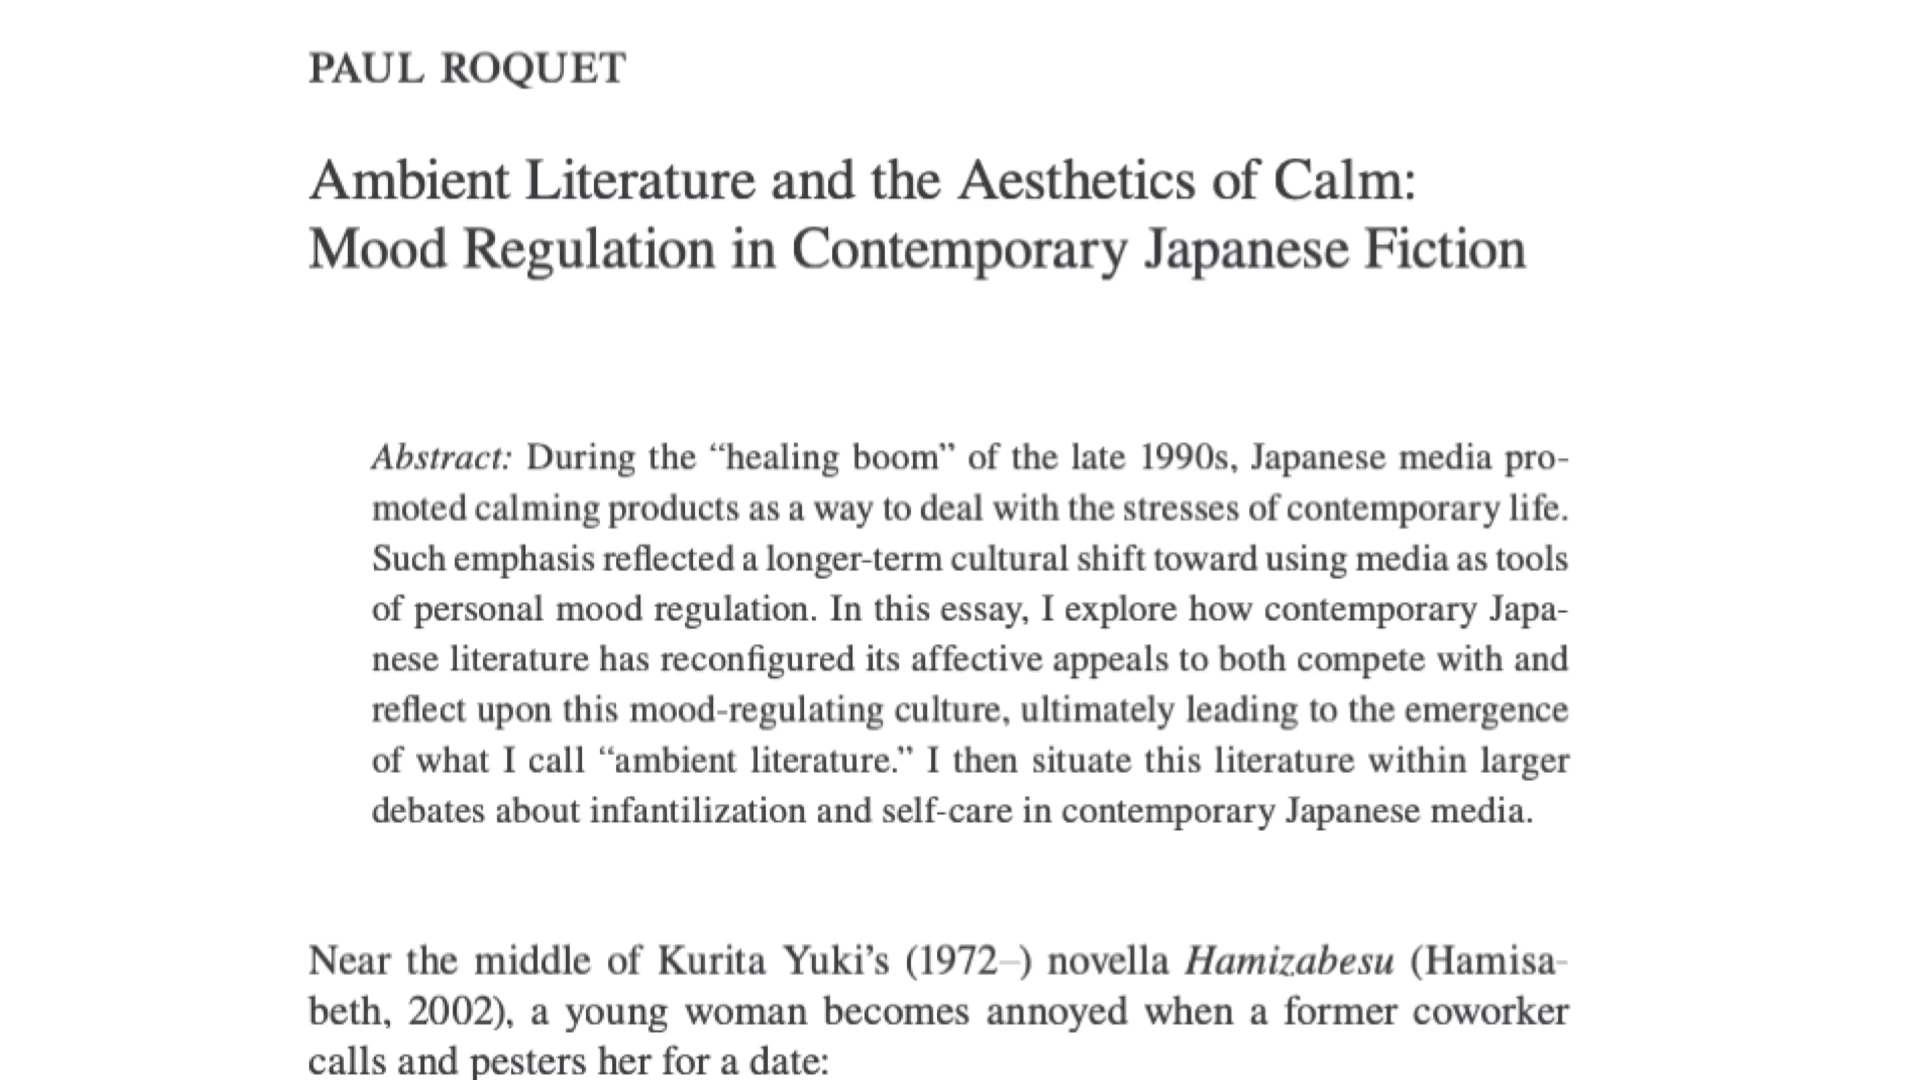 PAUL ROQUET
Ambient Literature and the Aesthetics of Calm:
Mood Regulation in Contemporary Japanese Fiction
Abstract: During the “healing boom” of the late 1990s, Japanese media pro-
moted calming products as a way to deal with the stresses of contemporary life.
Such emphasis reflected a longer-term cultural shift toward using media as tools
of personal mood regulation. In this essay, I explore how contemporary Japa-
nese literature has reconfigured its affective appeals to both compete with and
reflect upon this mood-regulating culture, ultimately leading to the emergence
of what I call “ambient literature.” I then situate this literature within larger
debates about infantilization and self-care in contemporary Japanese media.
Near the middle of Kurita Yuki’s (1972–) novella Hamizabesu (Hamisa-
beth, 2002), a young woman becomes annoyed when a former coworker
calls and pesters her for a date: